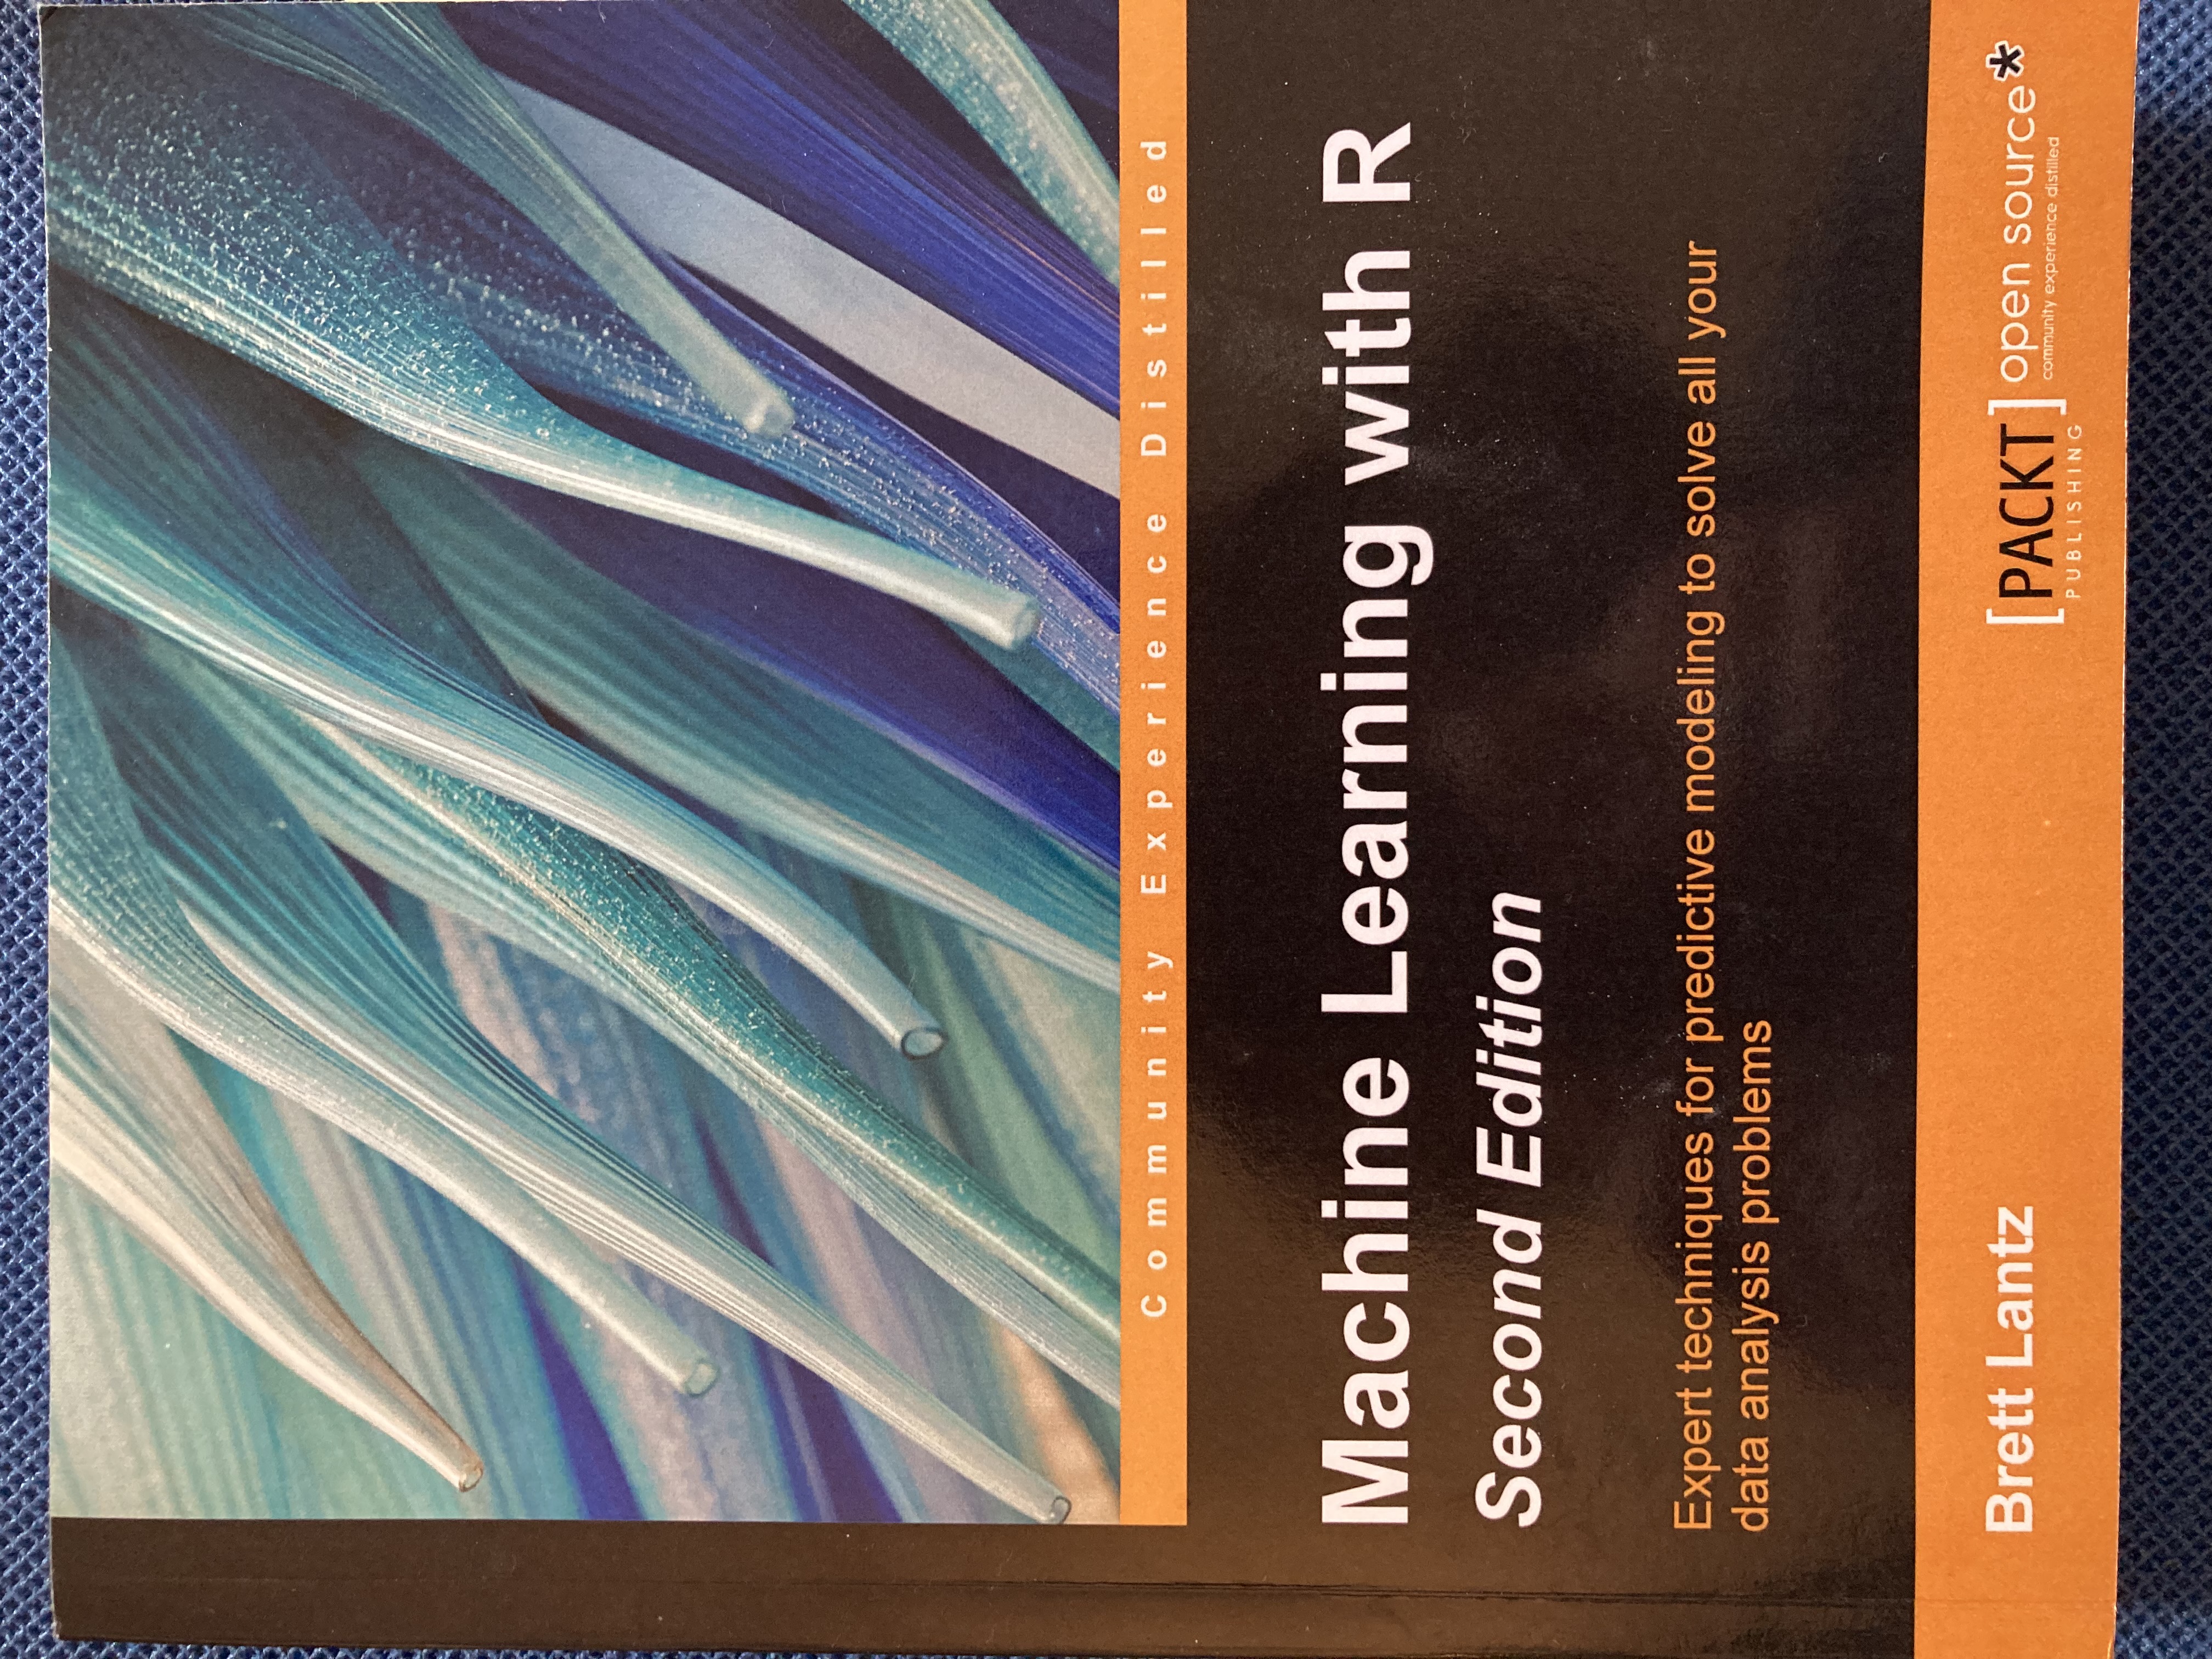 Community Experience Distilled
Machine Learning with R
Second Edition
Expert techniques for predictive modeling to solve all your
data analysis problems
Brett Lantz
[PACKT]
PUBLISHING
open source*
community experience distilled